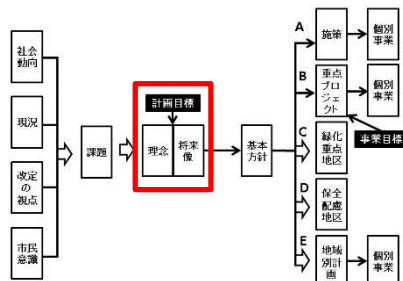 社会
動向
現況
改定
の
視点
市民
意識
課題
計画目標
理念
将来
像
基本
方針
A
施策
個別
事業
B
重点
プロ
ジェ
クト
個別
事業
事業目標
C
緑化
重点
地区
D
保全
配慮
地区
E
地域
別計
画
個別
事業